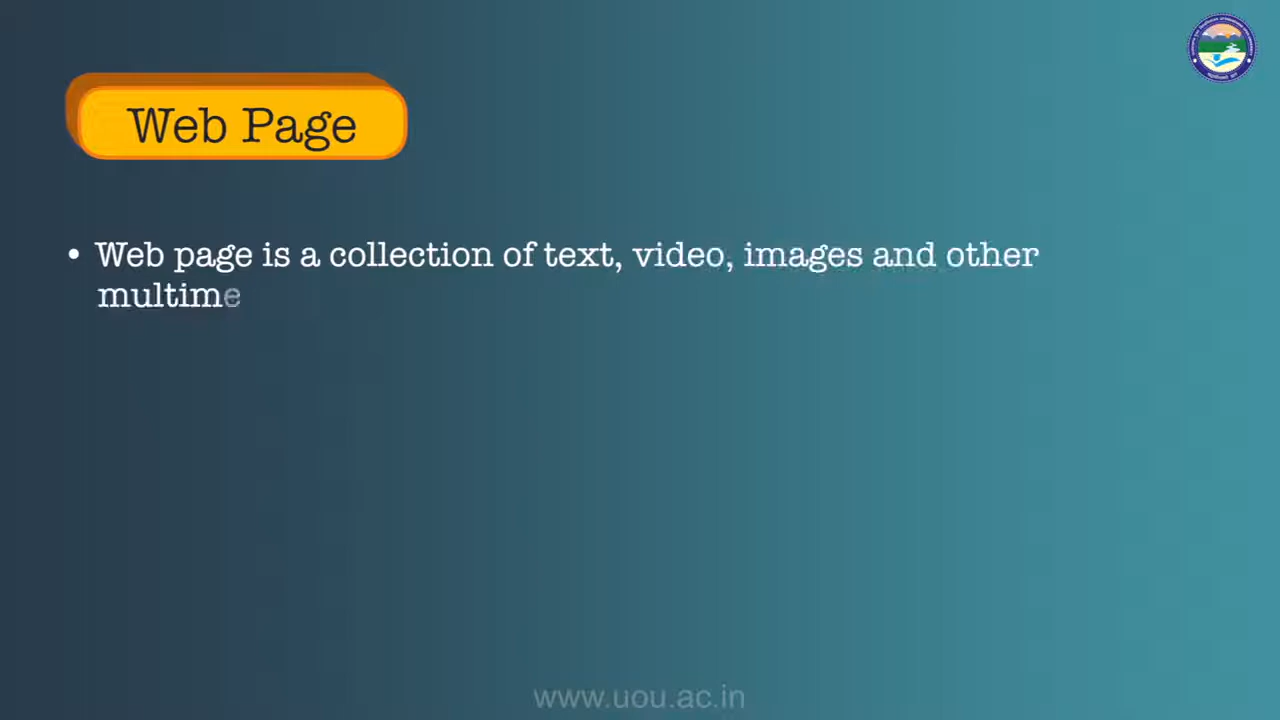 Web Page
• Web page is a collection of text, video, images and other
multime
www.uou.ac.in